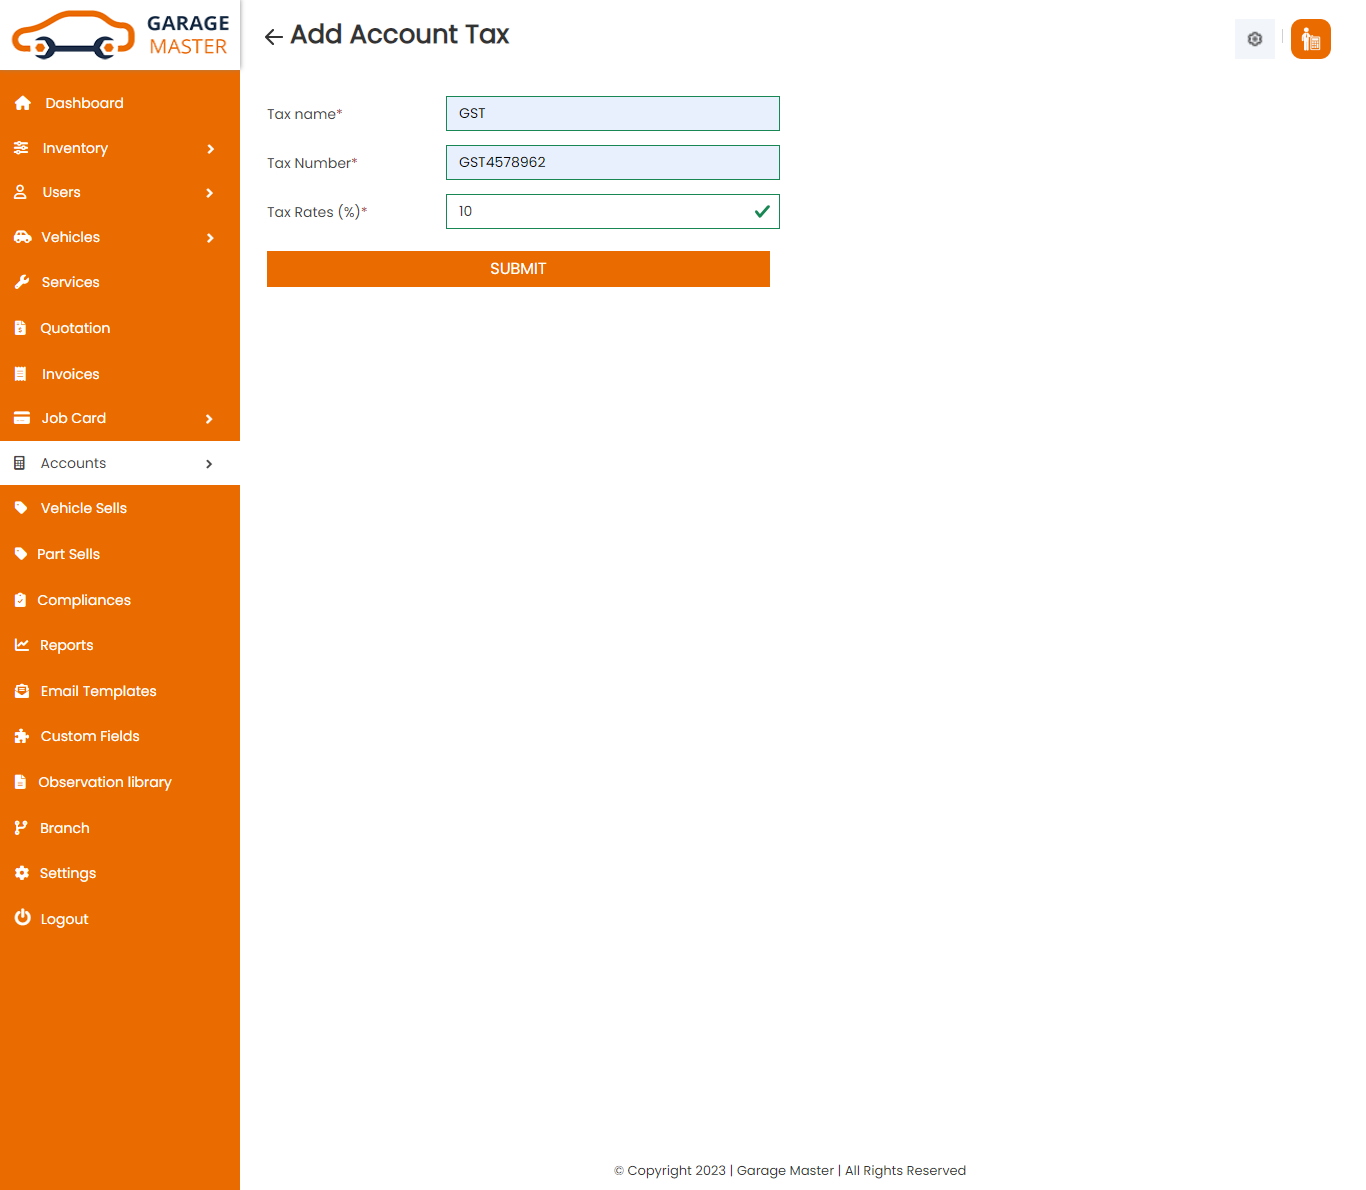 GARAGE
MASTER
Add Account Tax
Dashboard
Inventory
Users
Vehicles
Services
Quotation
Invoices
Job Card
Accounts
Vehicle Sells
Part Sells
Compliances
Reports
Email Templates
Custom Fields
Observation library
Branch
Settings
Logout
Tax name* GST
Tax Number* GST4578962
Tax Rates (%)* 10
SUBMIT
© Copyright 2023 | Garage Master | All Rights Reserved